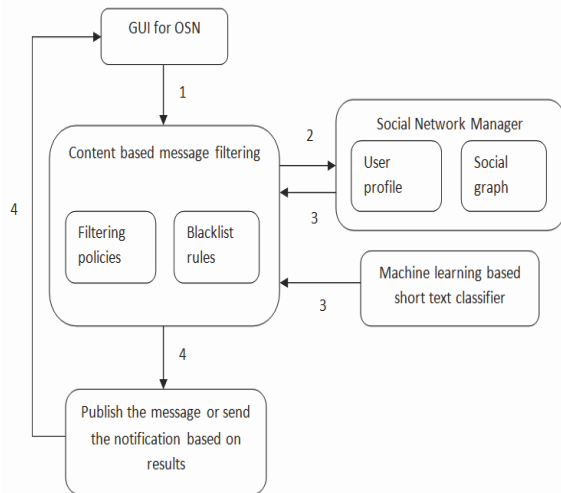 GUI for OSN
1
2
Social Network Manager
Content based message filtering
User
profile
Social
graph
4
3
Filtering
policies
Blacklist
rules
Machine learning based
short text classifier
3
4
Publish the message or send
the notification based on
results